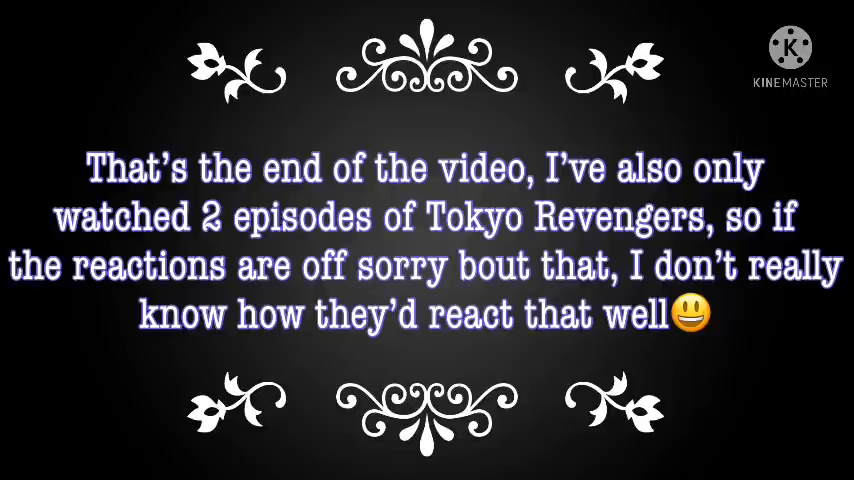 K
KINEMASTER
That's the end of the video, I've also only
watched 2 episodes of Tokyo Revengers, so if
the reactions are off sorry bout that, I don't really
know how they'd react that well😃